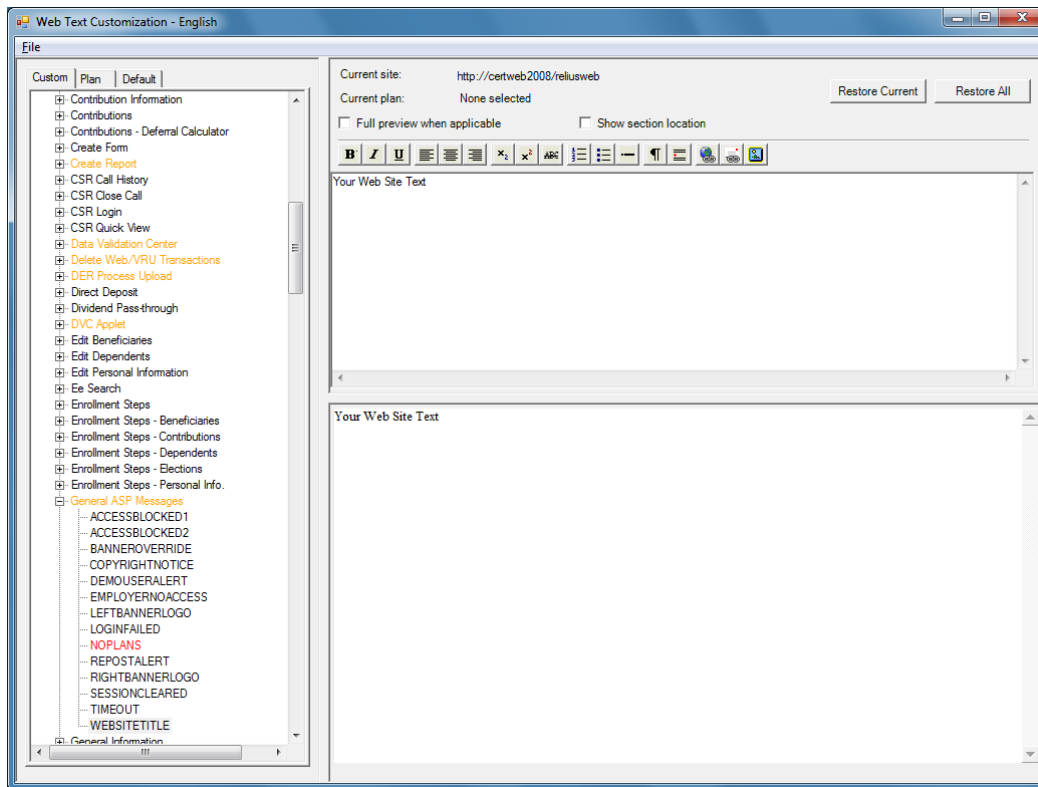 Web Text Customization - English
File
Custom Plan Default
Contribution Information
Contributions
Contributions - Deferral Calculator
Create Form
Create Report
CSR Call History
CSR Close Call
CSR Login
CSR Quick View
Data Validation Center
Delete Web/VRU Transactions
DER Process Upload
Direct Deposit
Dividend Pass-through
DVC Applet
Edit Beneficiaries
Edit Dependents
Edit Personal Information
Ee Search
Enrollment Steps
Enrollment Steps - Beneficiaries
Enrollment Steps - Contributions
Enrollment Steps - Dependents
Enrollment Steps - Elections
Enrollment Steps - Personal Info.
General ASP Messages
ACCESSBLOCKED1
ACCESSBLOCKED2
BANNEROVERRIDE
COPYRIGHTNOTICE
DEMOUSERALERT
EMPLOYERNOACCESS
LEFTBANNERLOGO
LOGINFAILED
NOPLANS
REPOSTALERT
RIGHTBANNERLOGO
SESSIONCLEARED
TIMEOUT
WEBSITETITLE
General Information
Current site: http://certweb2008/reliusweb
Current plan: None selected
Restore Current Restore All
Full preview when applicable Show section location
B I U x₂ x² ABC
Your Web Site Text
Your Web Site Text